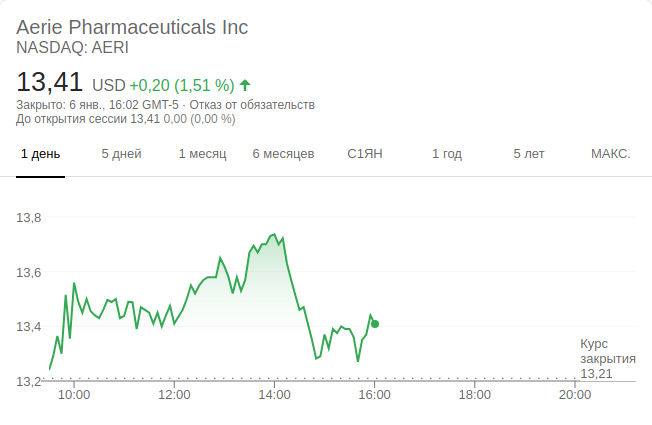 Aerie Pharmaceuticals Inc
NASDAQ: AERI
13,41 USD +0,20 (1,51 %)
Закрыто: 6 янв., 16:02 GMT-5 · Отказ от обязательств
До открытия сессии 13,41 0,00 (0,00 %)
1 день 5 дней 1 месяц 6 месяцев С1ЯН 1 год 5 лет МАКС.
13,8
13,6
13,4
Курс
закрытия
13,21
13,2
10:00 12:00 14:00 16:00 18:00 20:00